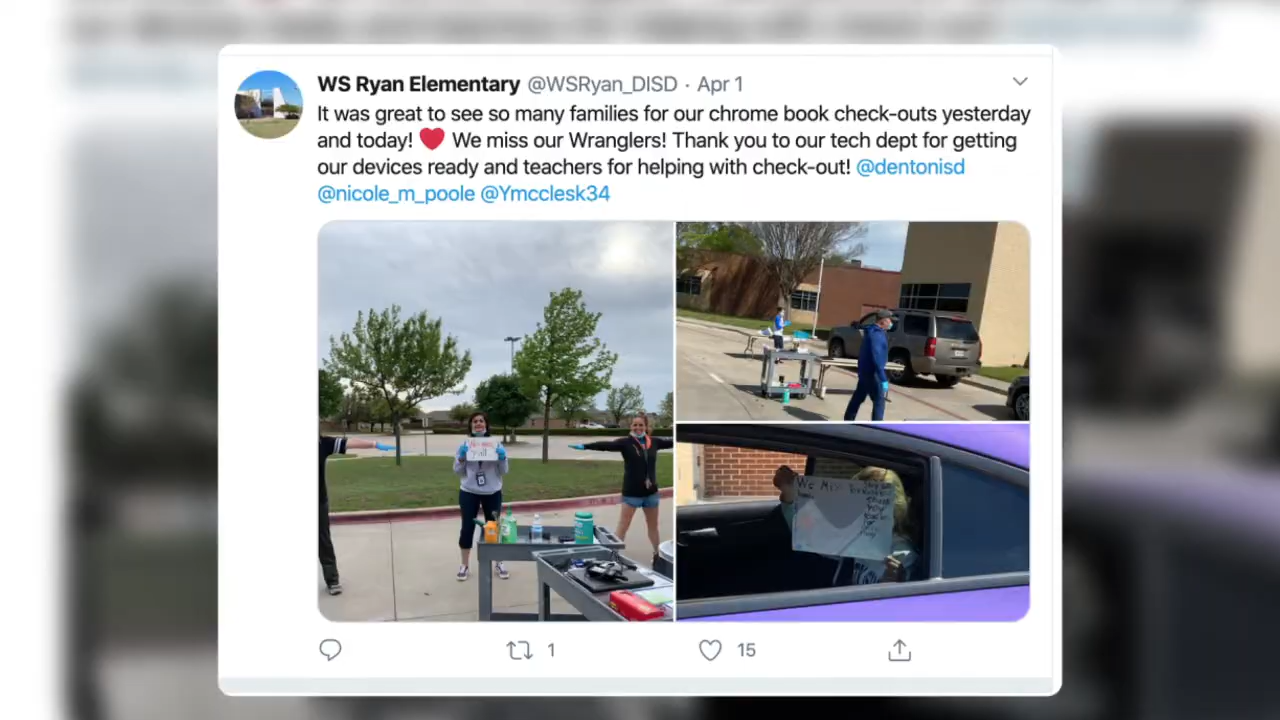 WS Ryan Elementary @WSRyan_DISD · Apr 1
It was great to see so many families for our chrome book check-outs yesterday
and today! ❤️ We miss our Wranglers! Thank you to our tech dept for getting
our devices ready and teachers for helping with check-out! @dentonisd
@nicole_m_poole @Ymcclesk34
We Miss
1
15